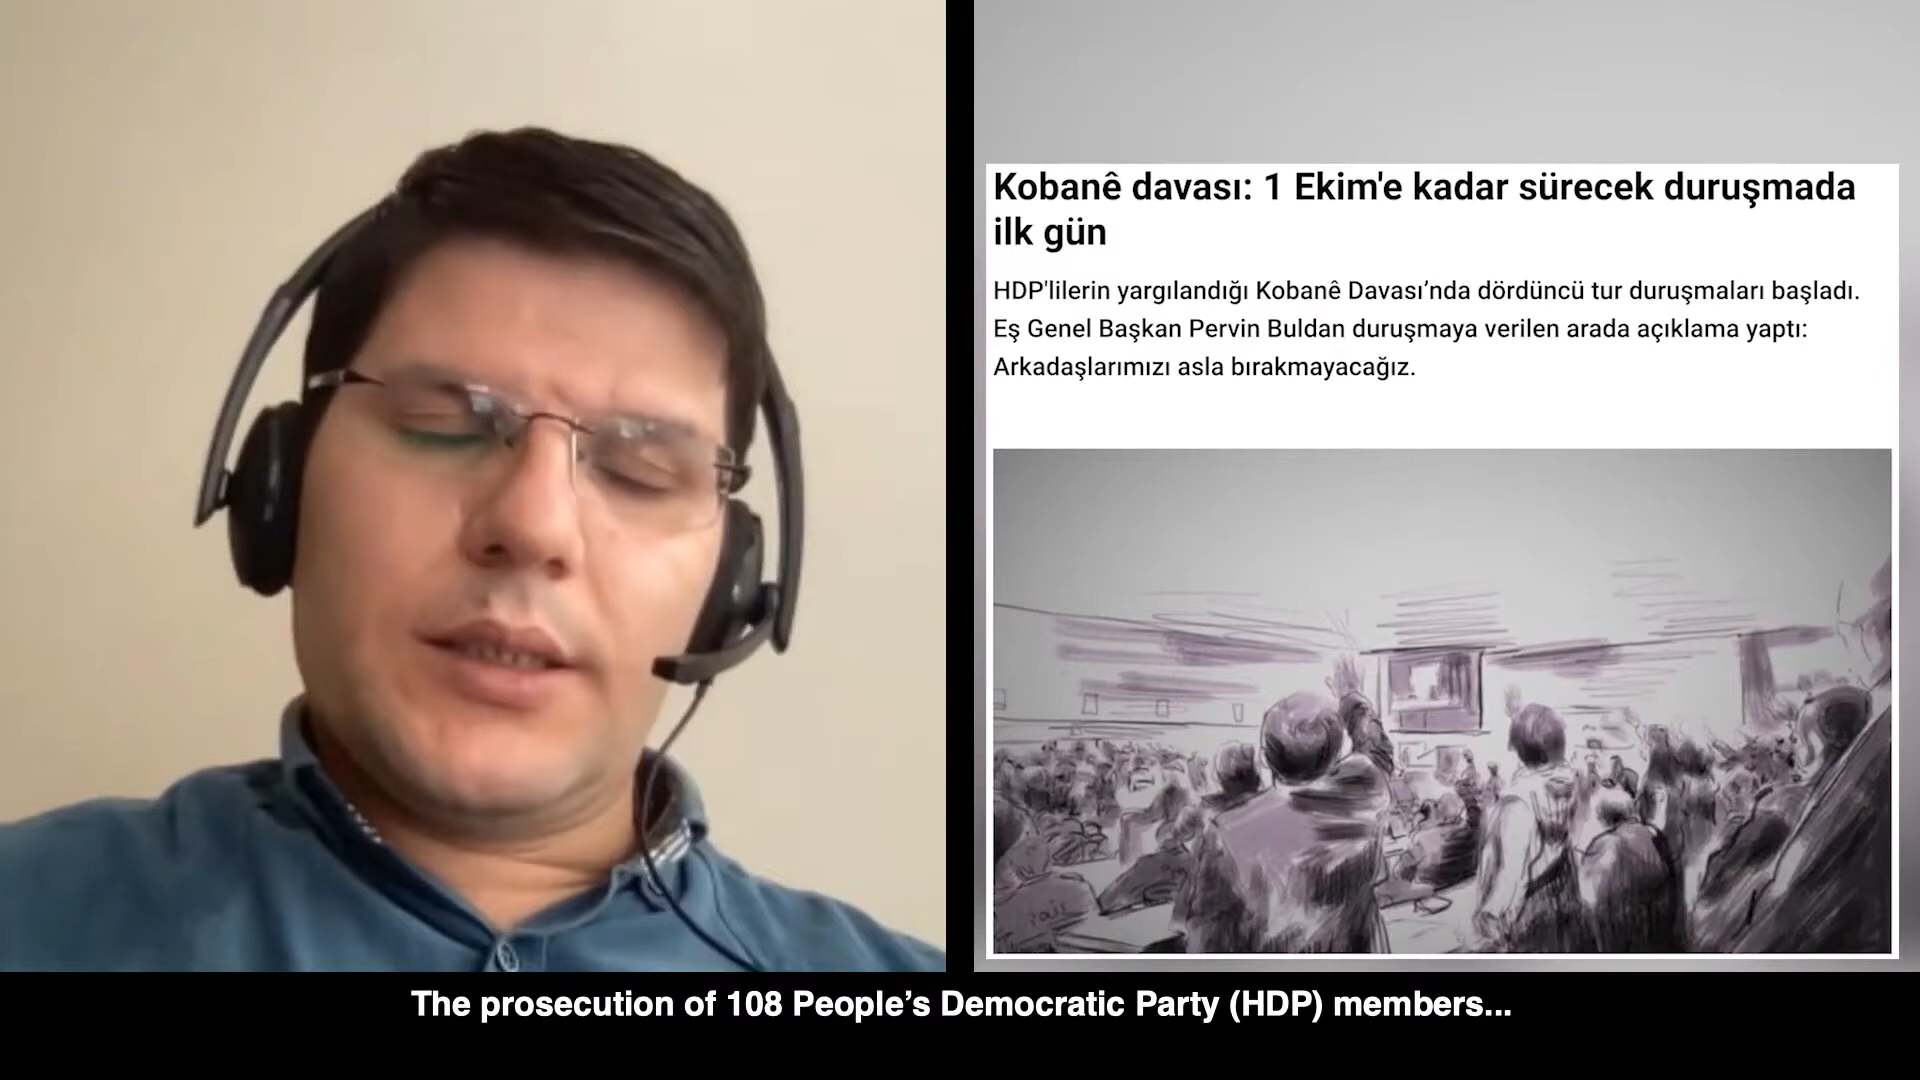 Kobanê davası: 1 Ekim'e kadar sürecek duruşmada
ilk gün
HDP'lilerin yargılandığı Kobanê Davası’nda dördüncü tur duruşmaları başladı.
Eş Genel Başkan Pervin Buldan duruşmaya verilen arada açıklama yaptı:
Arkadaşlarımızı asla bırakmayacağız.
The prosecution of 108 People’s Democratic Party (HDP) members...